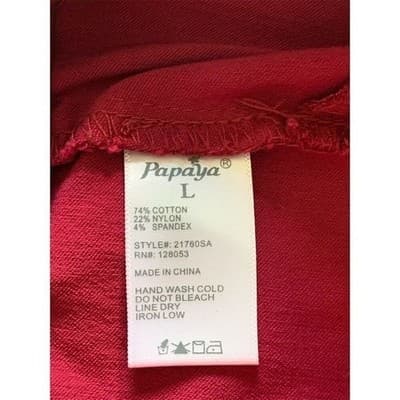 Papaya®
L
74% COTTON
22% NYLON
4% SPANDEX
STYLE#: 21760SA
RN#: 128053
MADE IN CHINA
HAND WASH COLD
DO NOT BLEACH
LINE DRY
IRON LOW